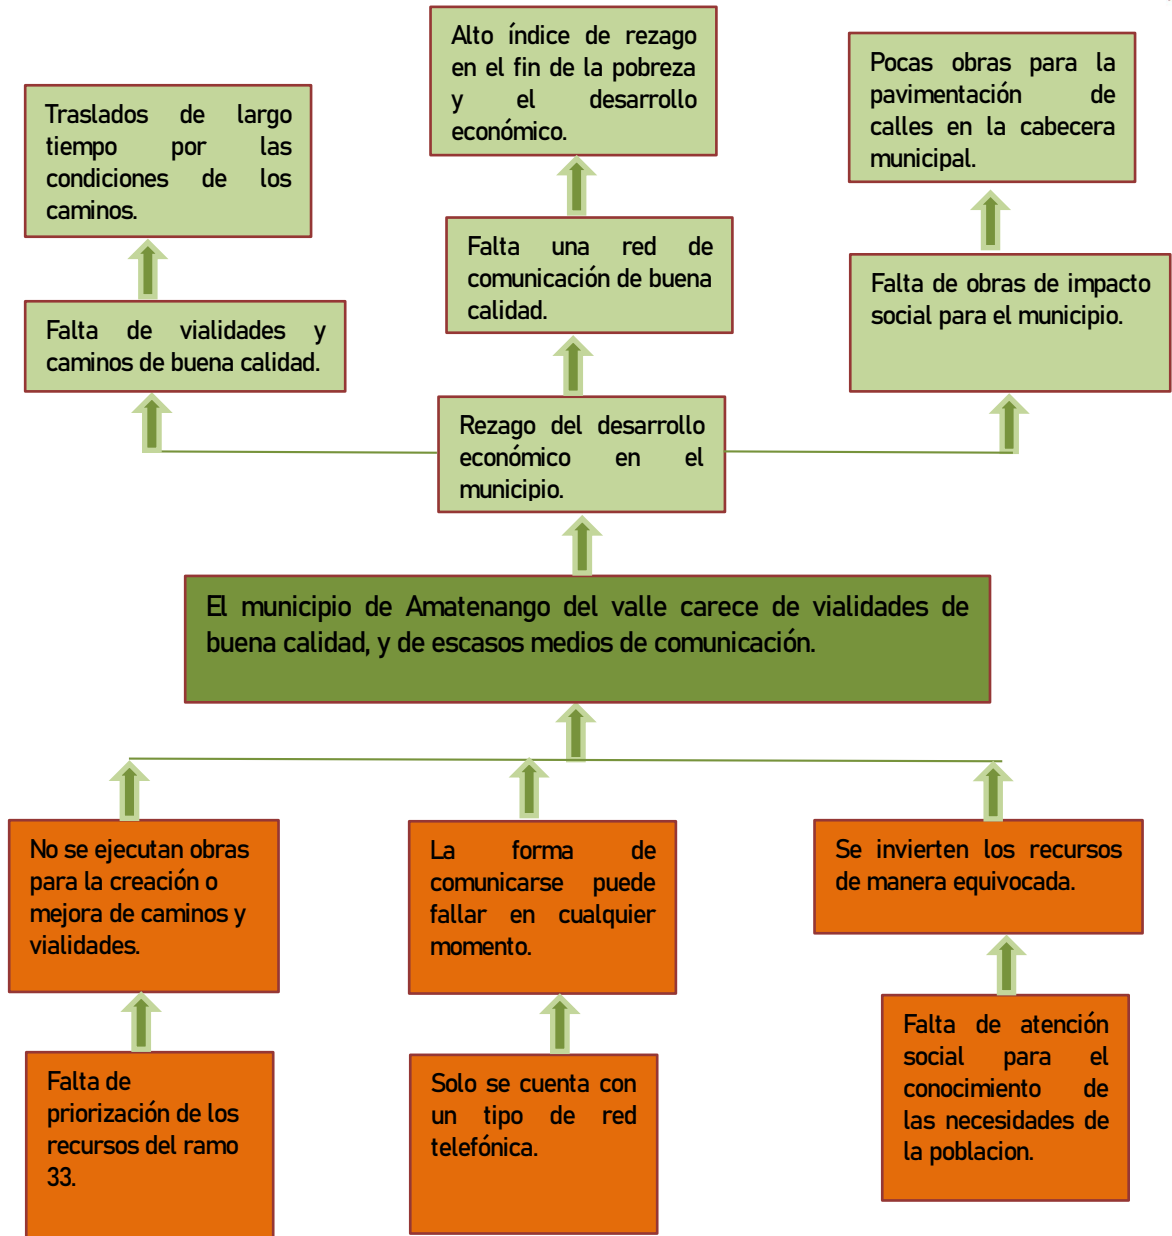 Alto índice de rezago
en el fin de la pobreza
y el desarrollo
económico.
Pocas obras para la
pavimentación de
calles en la cabecera
municipal.
Traslados de largo
tiempo por las
condiciones de los
caminos.
Falta una red de
comunicación de buena
calidad.
Falta de obras de impacto
social para el municipio.
Falta de vialidades y
caminos de buena calidad.
Rezago del desarrollo
económico en el
municipio.
El municipio de Amatenango del valle carece de vialidades de
buena calidad, y de escasos medios de comunicación.
No se ejecutan obras
para la creación o
mejora de caminos y
vialidades.
La forma de
comunicarse puede
fallar en cualquier
momento.
Se invierten los recursos
de manera equivocada.
Falta de
priorización de los
recursos del ramo
33.
Solo se cuenta con
un tipo de red
telefónica.
Falta de atención
social para el
conocimiento de
las necesidades de
la poblacion.